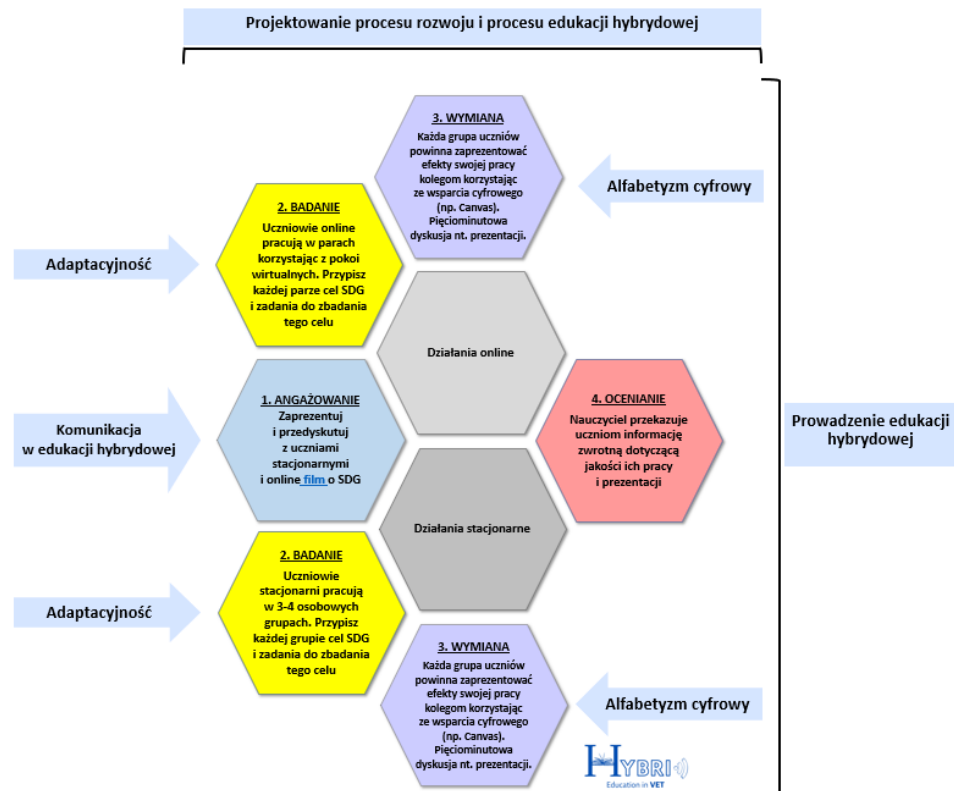 Projektowanie procesu rozwoju i procesu edukacji hybrydowej
3. WYMIANA
Każda grupa uczniów
powinna zaprezentować
efekty swojej pracy
kolegom korzystając
ze wsparcia cyfrowego
(np. Canvas).
Pięciominutowa
dyskusja nt. prezentacji.
Alfabetyzm cyfrowy
2. BADANIE
Uczniowie online
pracują w parach
korzystając z pokoi
wirtualnych. Przypisz
każdej parze cel SDG
i zadania do zbadania
tego celu
Adaptacyjność
Działania online
1. ANGAŻOWANIE
Zaprezentuj
i przedyskutuj
z uczniami
stacjonarnymi
i online film o SDG
Komunikacja
w edukacji hybrydowej
4. OCENIANIE
Nauczyciel przekazuje
uczniom informację
zwrotną dotyczącą
jakości ich pracy
i prezentacji
Prowadzenie edukacji
hybrydowej
Działania stacjonarne
2. BADANIE
Uczniowie
stacjonarni pracują
w 3-4 osobowych
grupach. Przypisz
każdej grupie cel SDG
i zadania do zbadania
tego celu
Adaptacyjność
3. WYMIANA
Każda grupa uczniów
powinna zaprezentować
efekty swojej pracy
kolegom korzystając
ze wsparcia cyfrowego
(np. Canvas).
Pięciominutowa
dyskusja nt. prezentacji.
Alfabetyzm cyfrowy
HYBRI
Education in VET